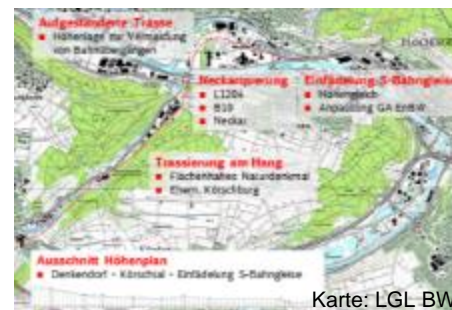 Aufgeständerte Trasse
Höhenlage zur Vermeidung
von Bahnübergängen
Neckarquerung
L1204
B10
Neckar
Einfädelung S-Bahngleise
Höhengleich
Anpassung GA EnBW
Trassierung am Hang
Flächenhaftes Naturdenkmal
Ehem. Körschburg
Ausschnitt Höhenplan
Denkendorf - Körschtal - Einfädelung S-Bahngleise
Karte: LGL BW